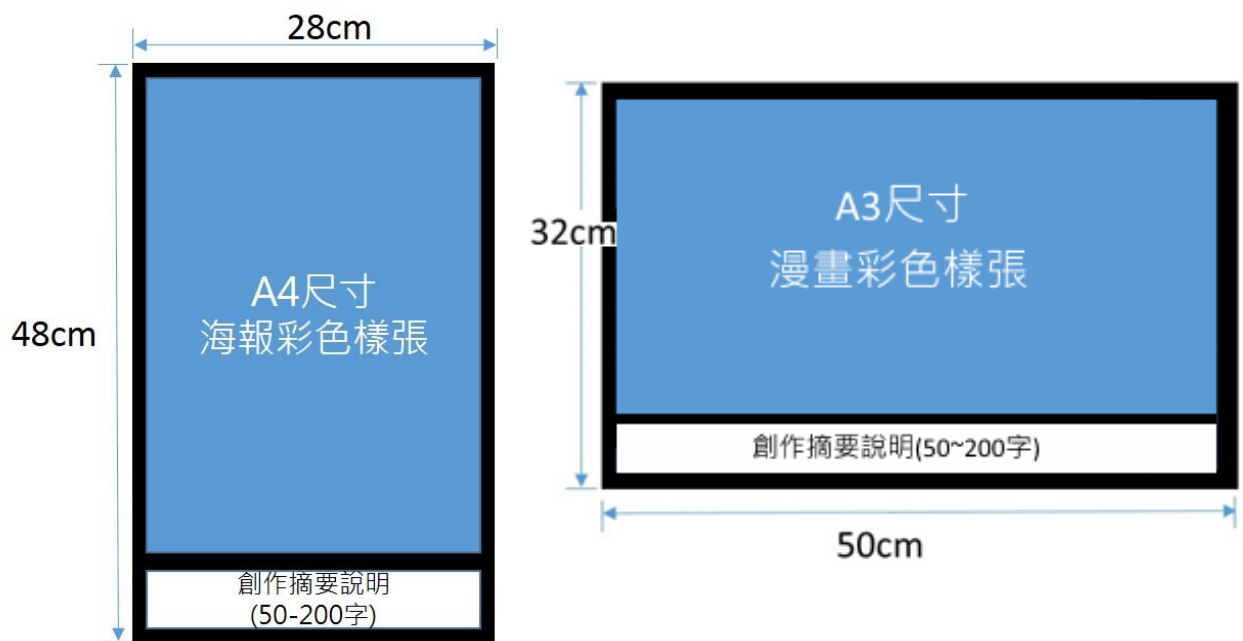 28cm
48cm
A4尺寸
海報彩色樣張
創作摘要說明
(50-200字)
32cm
A3尺寸
漫畫彩色樣張
創作摘要說明(50~200字)
50cm